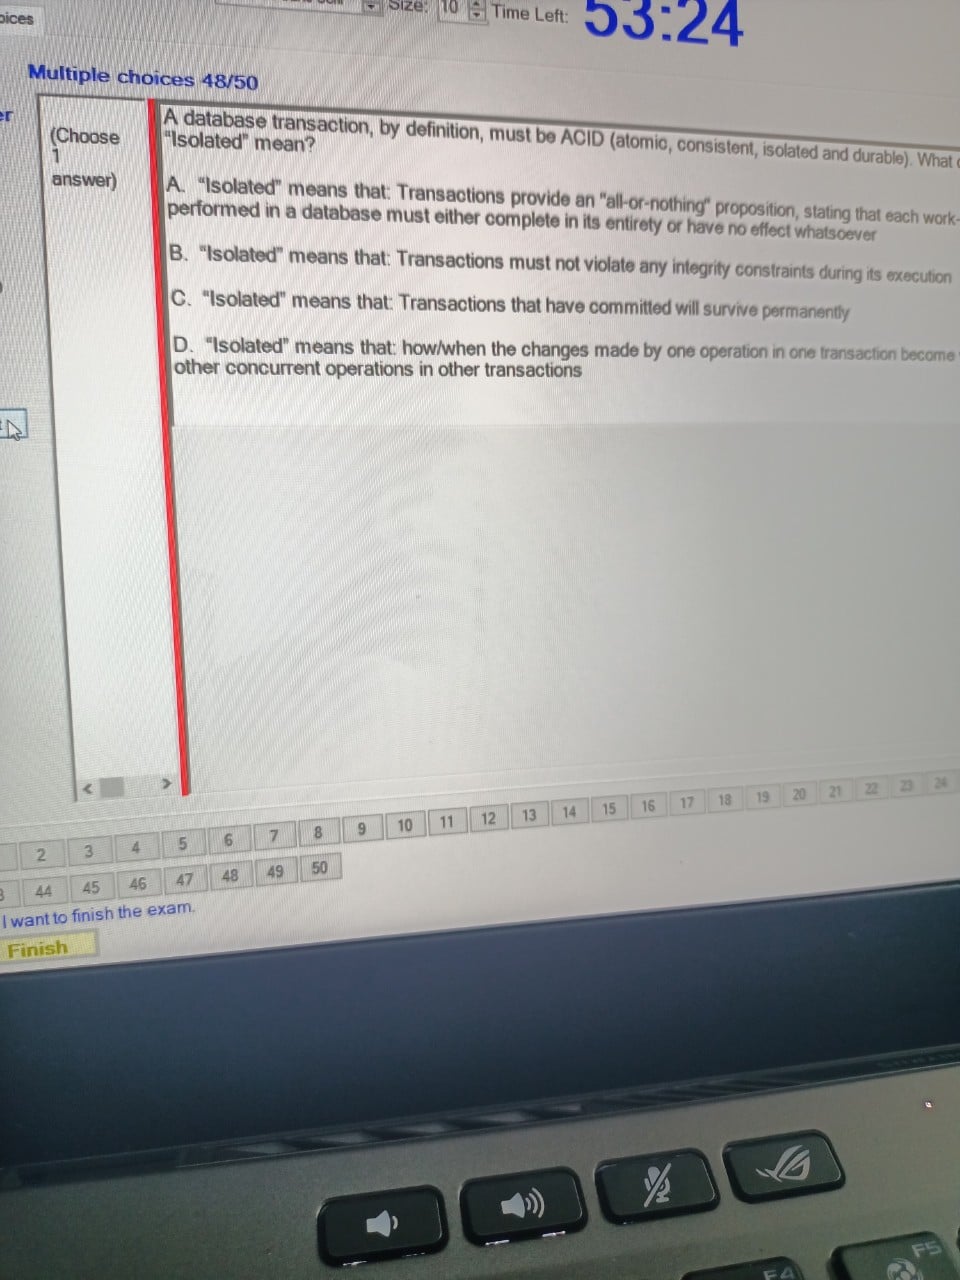 oices
Size: 10 Time Left: 53:24
Multiple choices 48/50
er
(Choose
1
answer)
A database transaction, by definition, must be ACID (atomic, consistent, isolated and durable). What
"Isolated" mean?
A. "Isolated" means that: Transactions provide an "all-or-nothing" proposition, stating that each work-
performed in a database must either complete in its entirety or have no effect whatsoever
B. "Isolated" means that: Transactions must not violate any integrity constraints during its execution
C. "Isolated" means that: Transactions that have committed will survive permanently
D. "Isolated" means that: how/when the changes made by one operation in one transaction become
other concurrent operations in other transactions
2 3 4 5 6 7 8 9 10 11 12 13 14 15 16 17 18 19 20 21 22 23 24
44 45 46 47 48 49 50
I want to finish the exam.
Finish
F4 F5